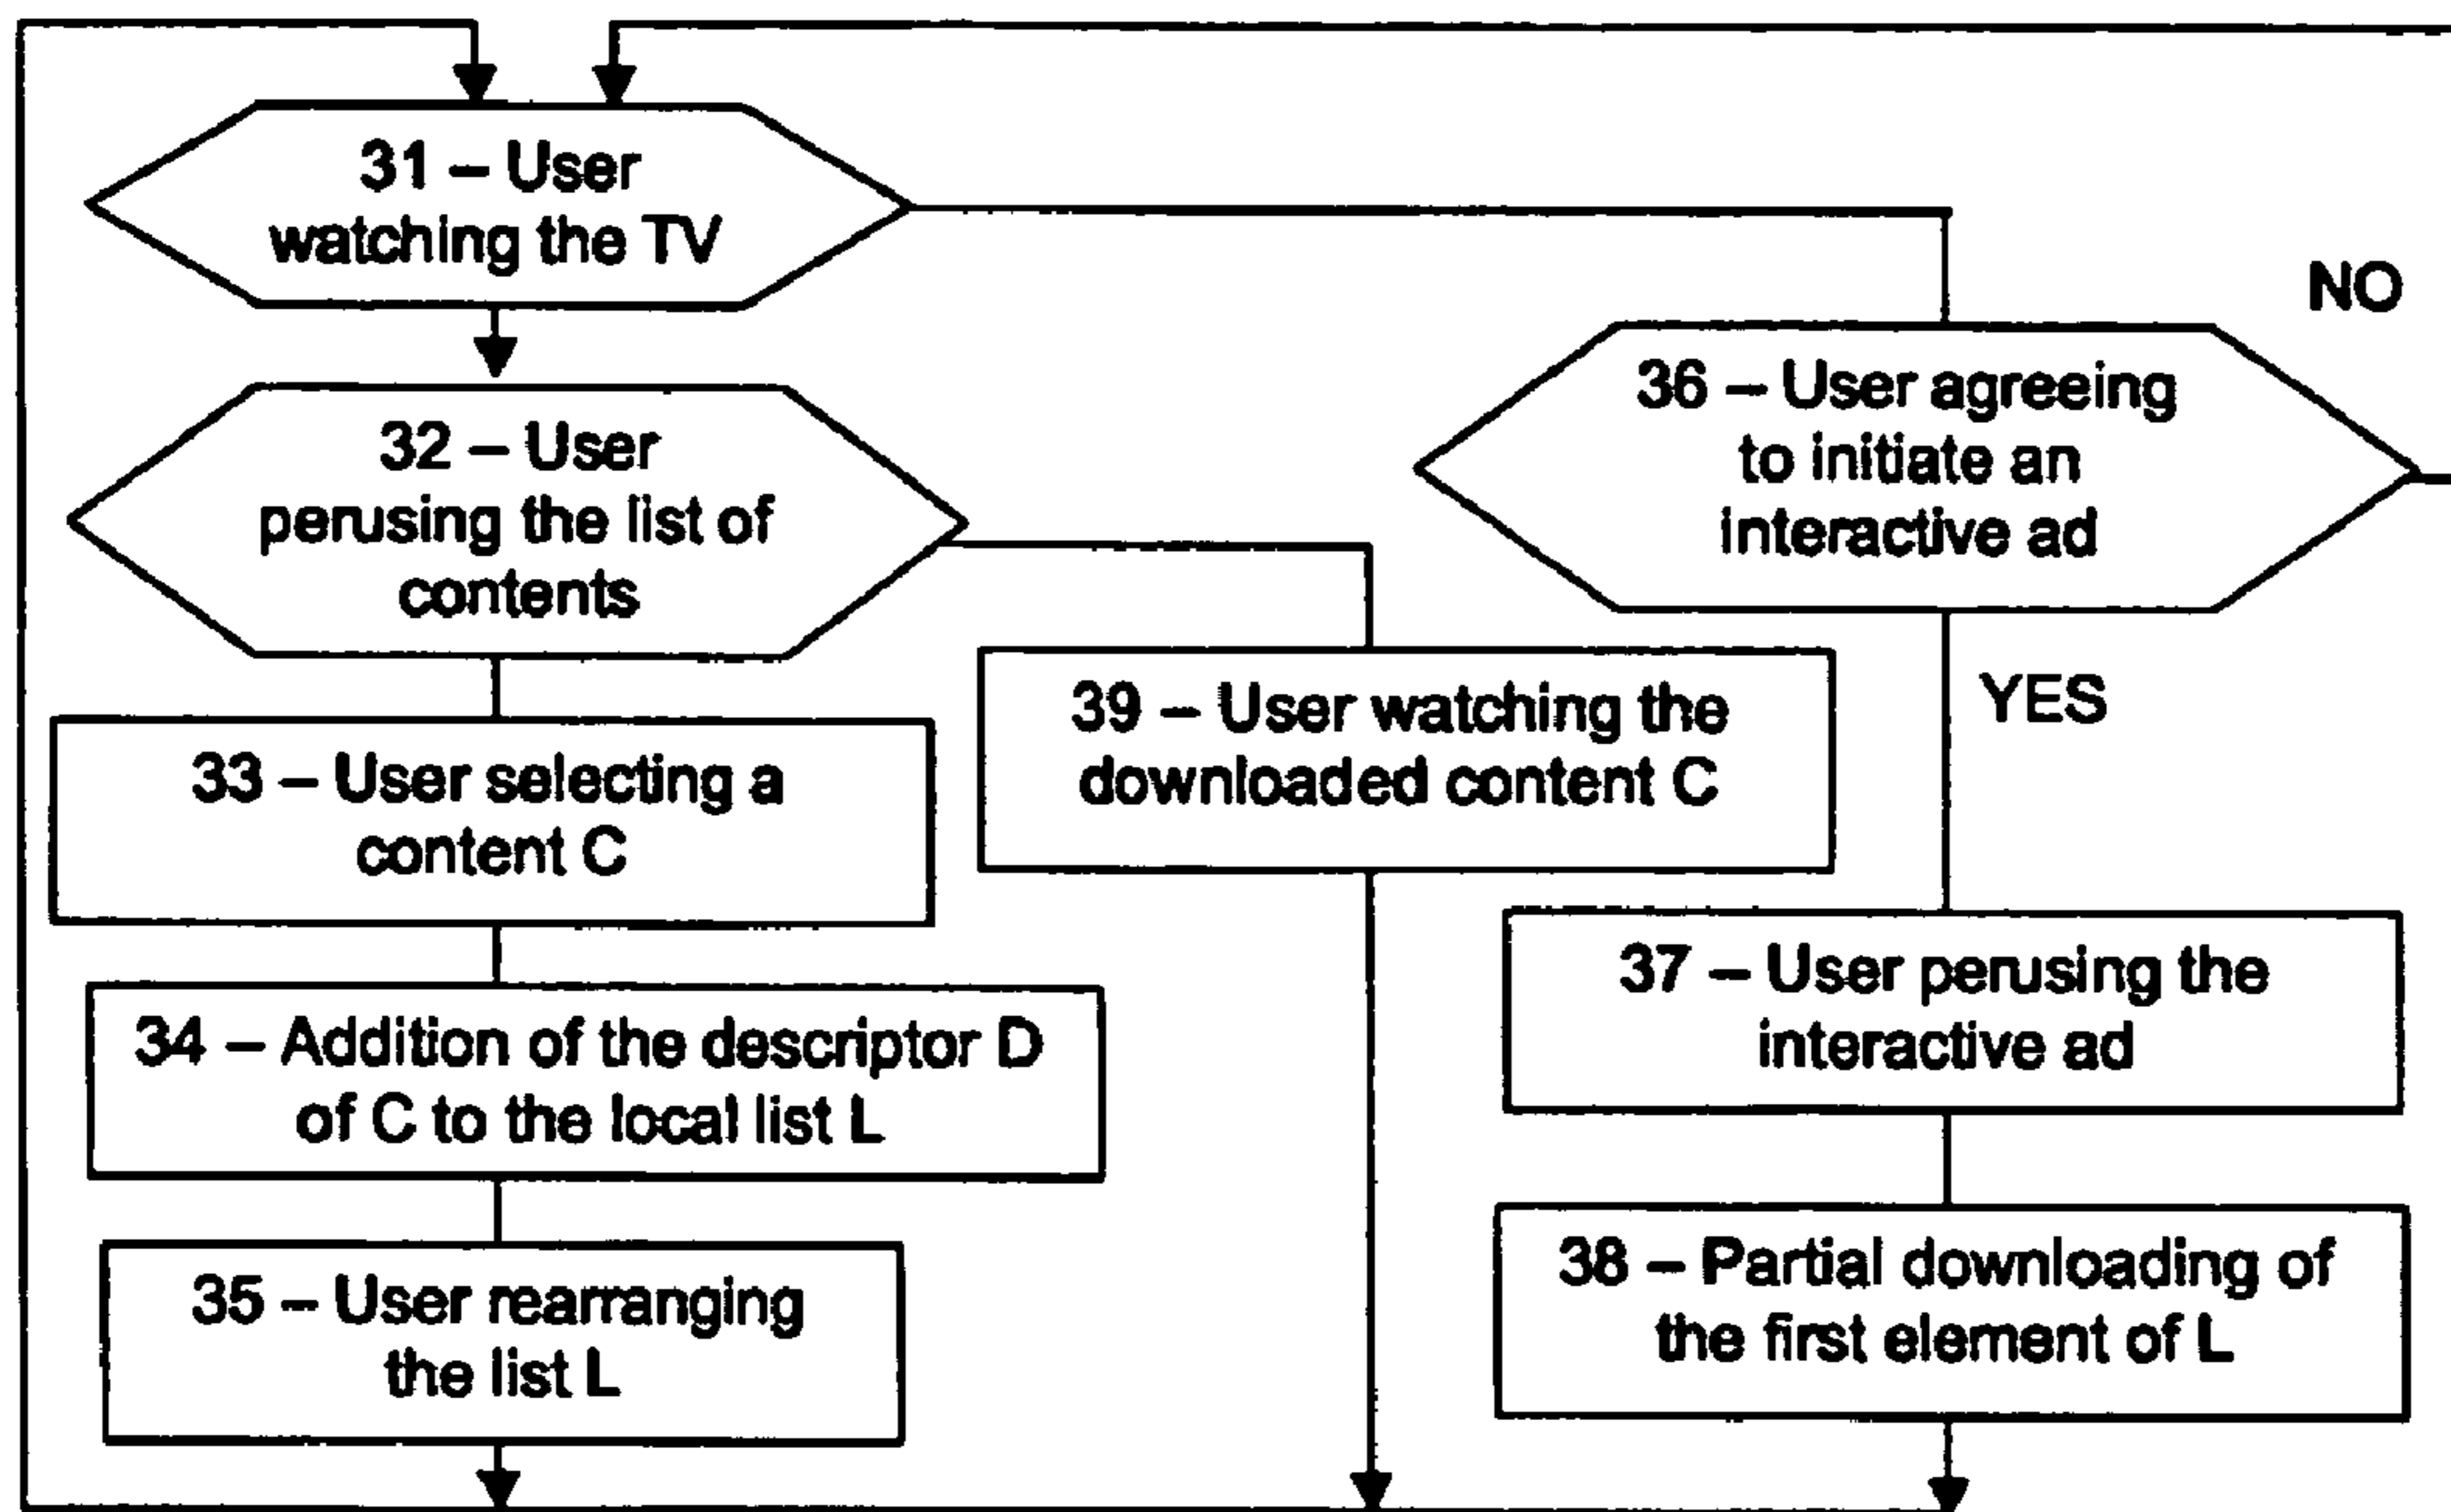 31 – User
watching the TV
32 – User
perusing the list of
contents
33 – User selecting a
content C
34 – Addition of the descriptor D
of C to the local list L
35 – User rearranging
the list L
39 – User watching the
downloaded content C
NO
36 – User agreeing
to initiate an
interactive ad
YES
37 – User perusing the
interactive ad
38 – Partial downloading of
the first element of L